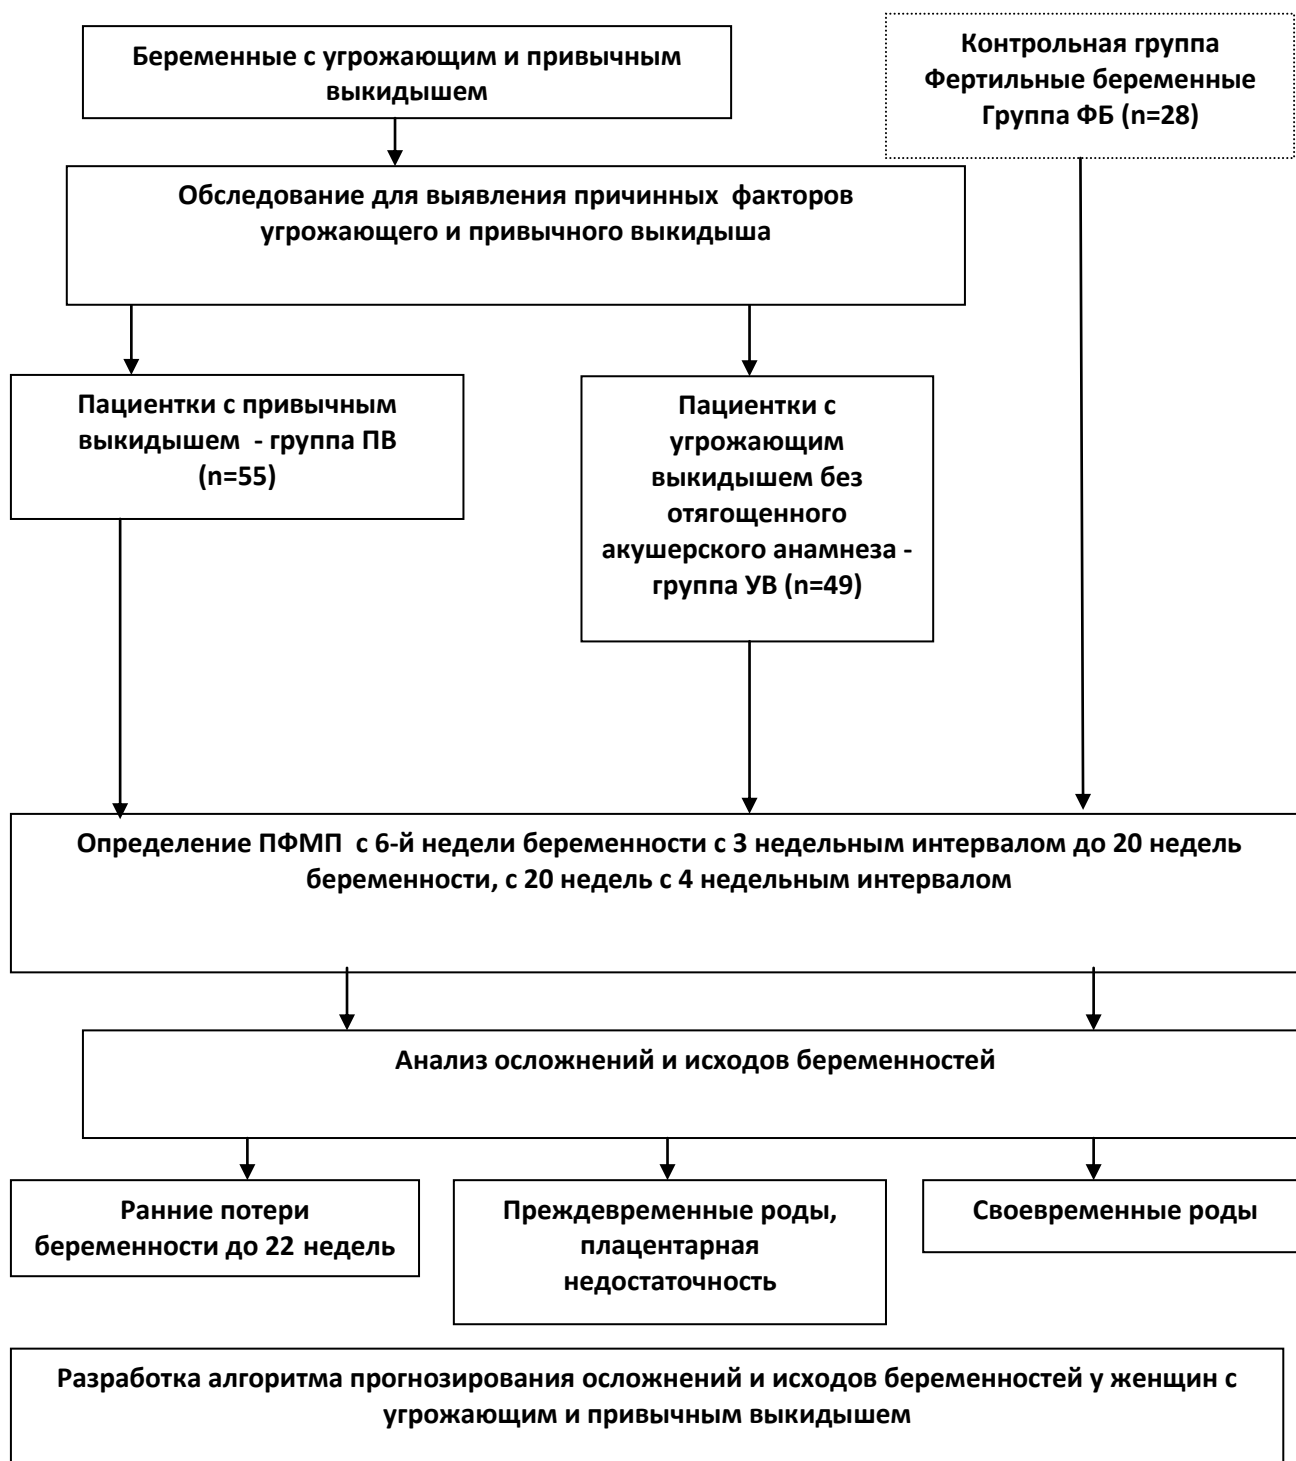 Беременные с угрожающим и привычным
выкидышем
Контрольная группа
Фертильные беременные
Группа ФБ (n=28)
Обследование для выявления причинных факторов
угрожающего и привычного выкидыша
Пациентки с привычным
выкидышем - группа ПВ
(n=55)
Пациентки с
угрожающим
выкидышем без
отягощенного
акушерского анамнеза -
группа УВ (n=49)
Определение ПФМП с 6-й недели беременности с 3 недельным интервалом до 20 недель
беременности, с 20 недель с 4 недельным интервалом
Анализ осложнений и исходов беременностей
Ранние потери
беременности до 22 недель
Преждевременные роды,
плацентарная
недостаточность
Своевременные роды
Разработка алгоритма прогнозирования осложнений и исходов беременностей у женщин с
угрожающим и привычным выкидышем